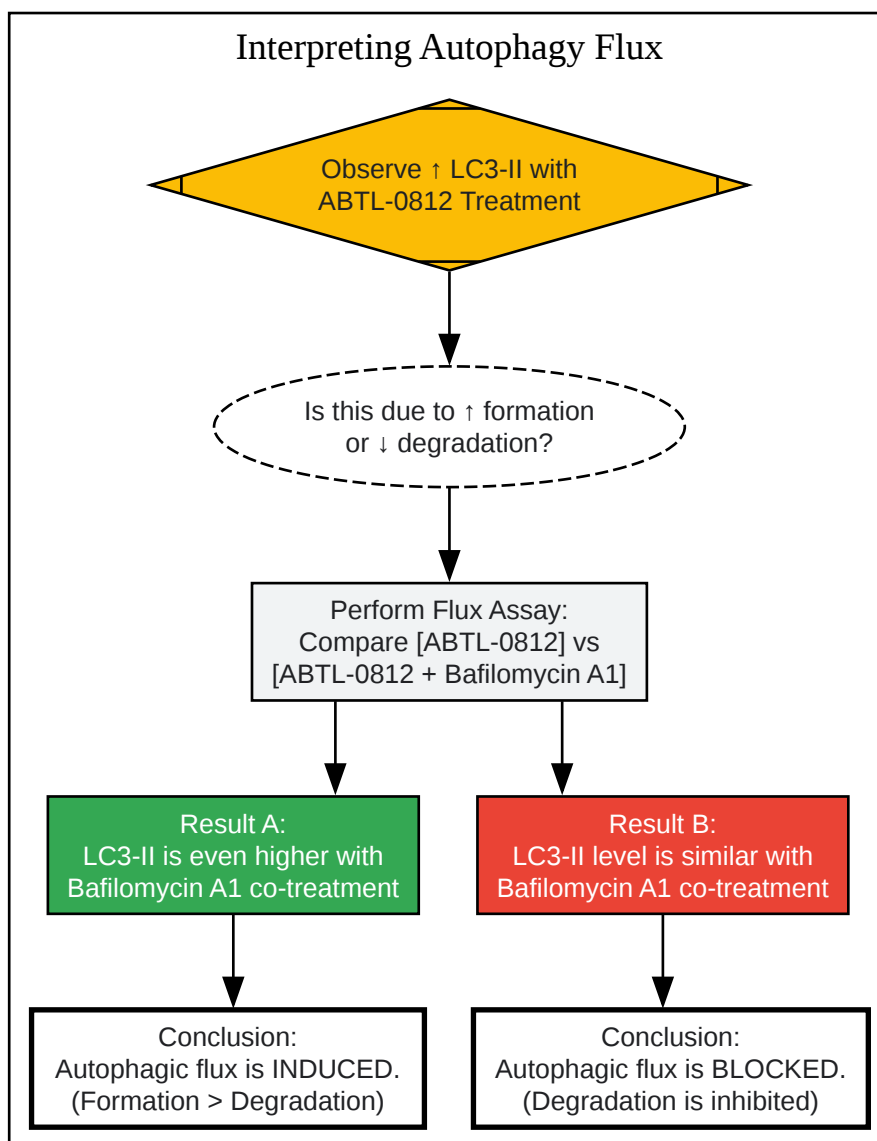 Interpreting Autophagy Flux
Observe ↑ LC3-II with
ABTL-0812 Treatment
Is this due to ↑ formation
or ↓ degradation?
Perform Flux Assay:
Compare [ABTL-0812] vs
[ABTL-0812 + Bafilomycin A1]
Result A:
LC3-II is even higher with
Bafilomycin A1 co-treatment
Result B:
LC3-II level is similar with
Bafilomycin A1 co-treatment
Conclusion:
Autophagic flux is INDUCED.
(Formation > Degradation)
Conclusion:
Autophagic flux is BLOCKED.
(Degradation is inhibited)